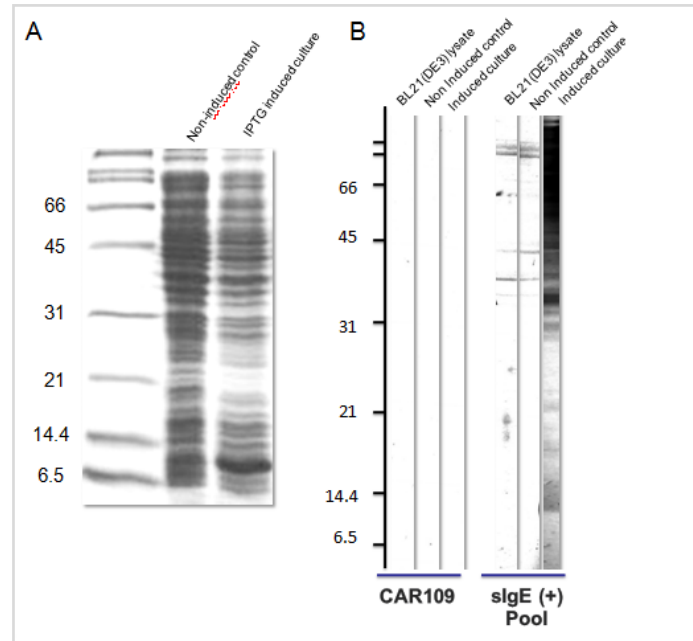 A
Non-induced control
IPTG induced culture
66
45
31
21
14.4
6.5
B
BL21(DE3) lysate
Non Induced control
Induced culture
BL21(DE3) lysate
Non Induced control
Induced culture
66
45
31
21
14.4
6.5
CAR109
sIgE (+)
Pool